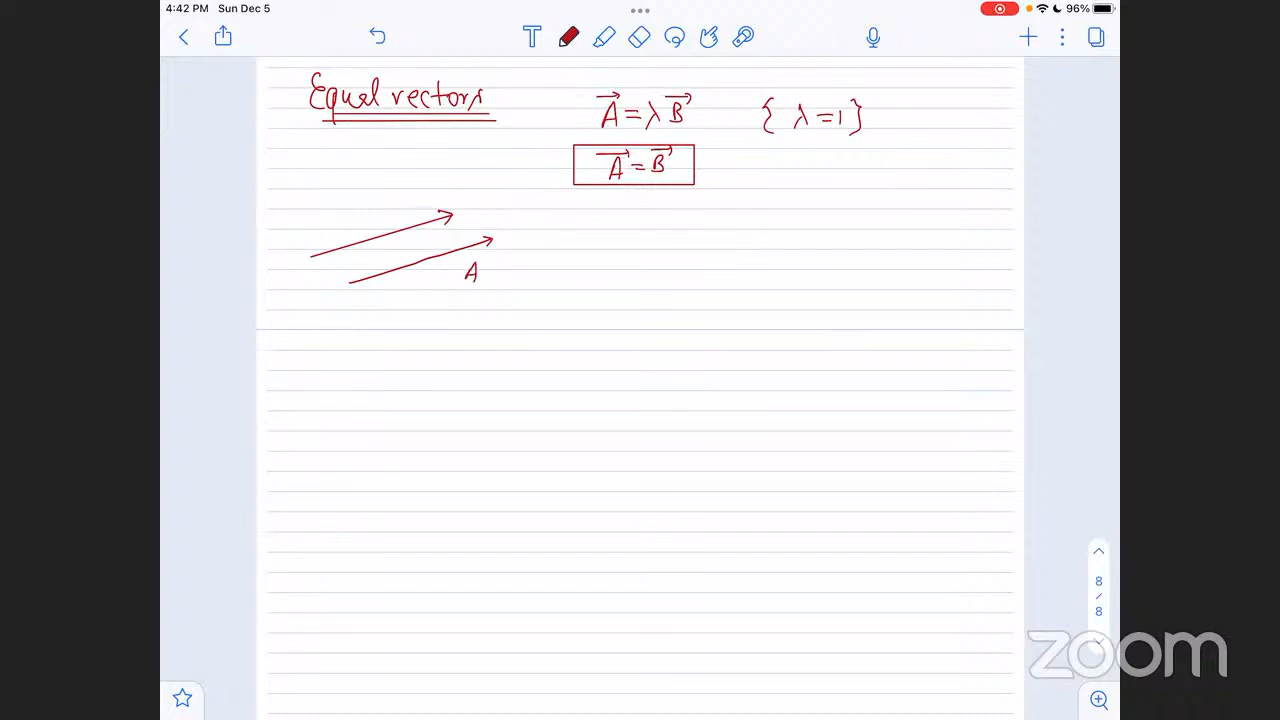 4:42 PM Sun Dec 5
96%
Equal vectors
A⃗ = λ B⃗ { λ = 1 }
A⃗ = B⃗
A
8
/
8
zoom